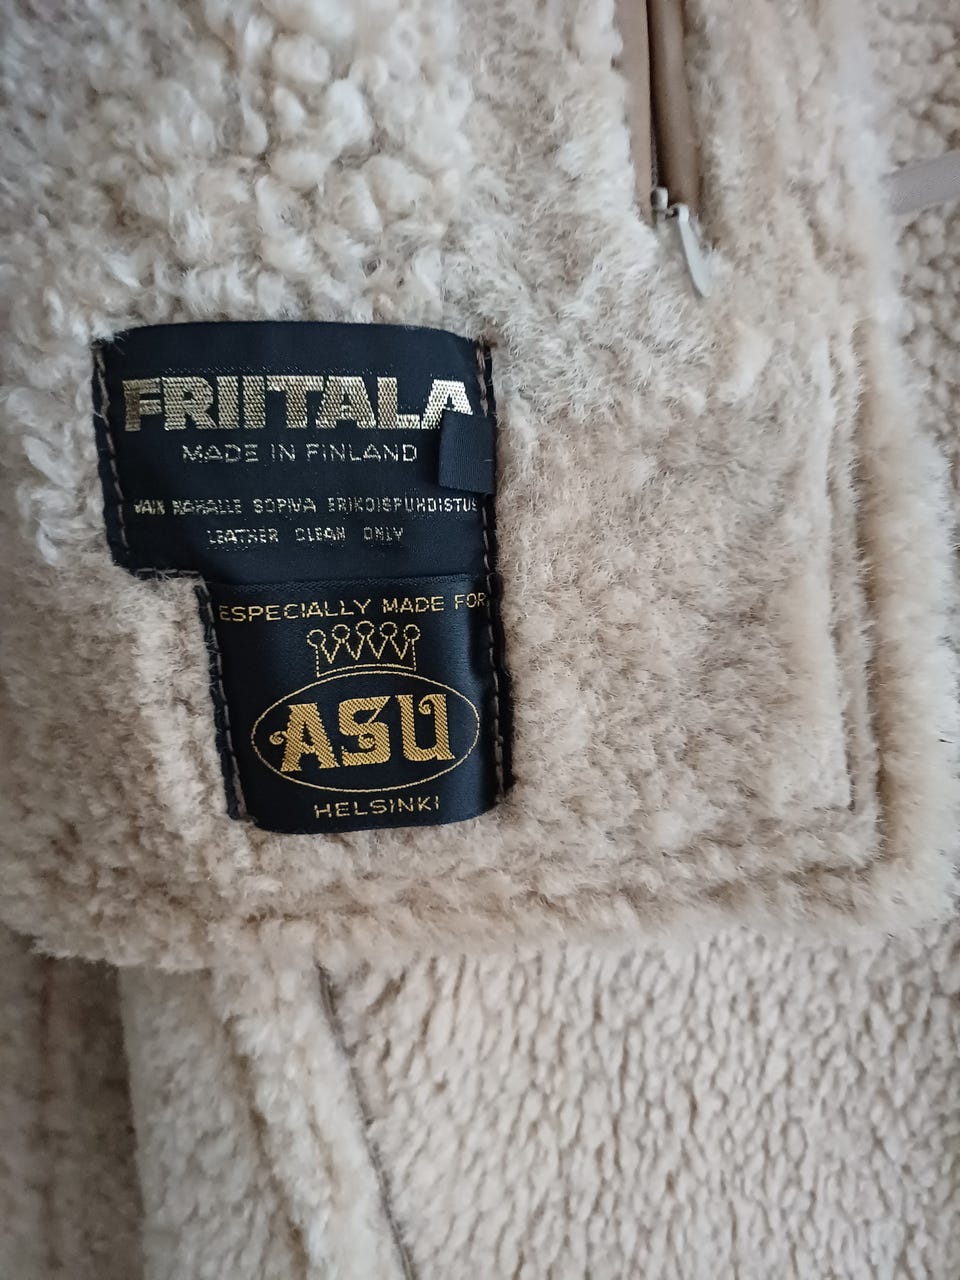 FRIITALA
MADE IN FINLAND
VAIN NAHALLE SOPIVA ERIKOISPUHDISTUS
LEATHER CLEAN ONLY
ESPECIALLY MADE FOR
ASU
HELSINKI